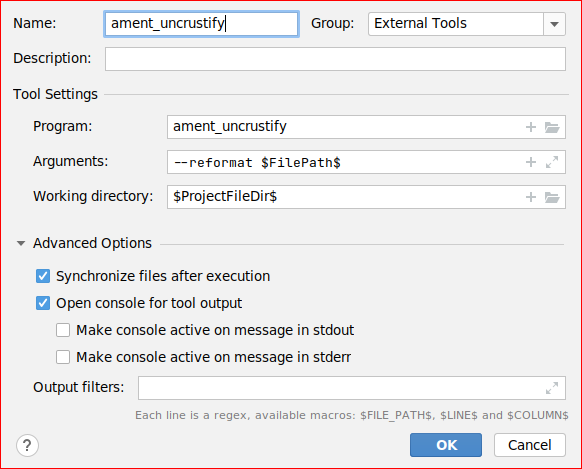 Name: ament_uncrustify Group: External Tools
Description:
Tool Settings
Program: ament_uncrustify
Arguments: --reformat $FilePath$
Working directory: $ProjectFileDir$
Advanced Options
Synchronize files after execution
Open console for tool output
Make console active on message in stdout
Make console active on message in stderr
Output filters:
Each line is a regex, available macros: $FILE_PATH$, $LINE$ and $COLUMN$
? OK Cancel